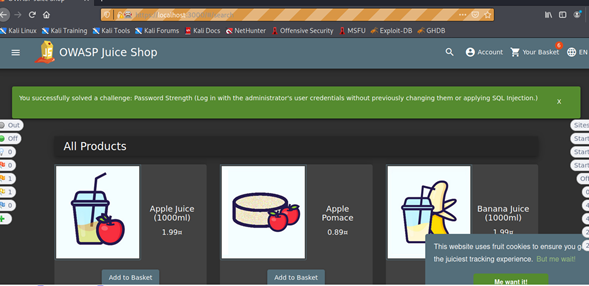 Kali Linux Kali Training Kali Tools Kali Forums Kali Docs NetHunter Offensive Security MSFU Exploit-DB GHDB
OWASP Juice Shop
Account
Your Basket
6
EN
You successfully solved a challenge: Password Strength (Log in with the administrator's user credentials without previously changing them or applying SQL Injection.)
X
Out
Off
0
0
1
1
0
Sites
Start
Start
Off
All Products
Apple Juice
(1000ml)
1.99¤
Add to Basket
Apple
Pomace
0.89¤
Add to Basket
Banana Juice
(1000ml)
1.99¤
This website uses fruit cookies to ensure you g
the juiciest tracking experience. But me wait!
Me want it!